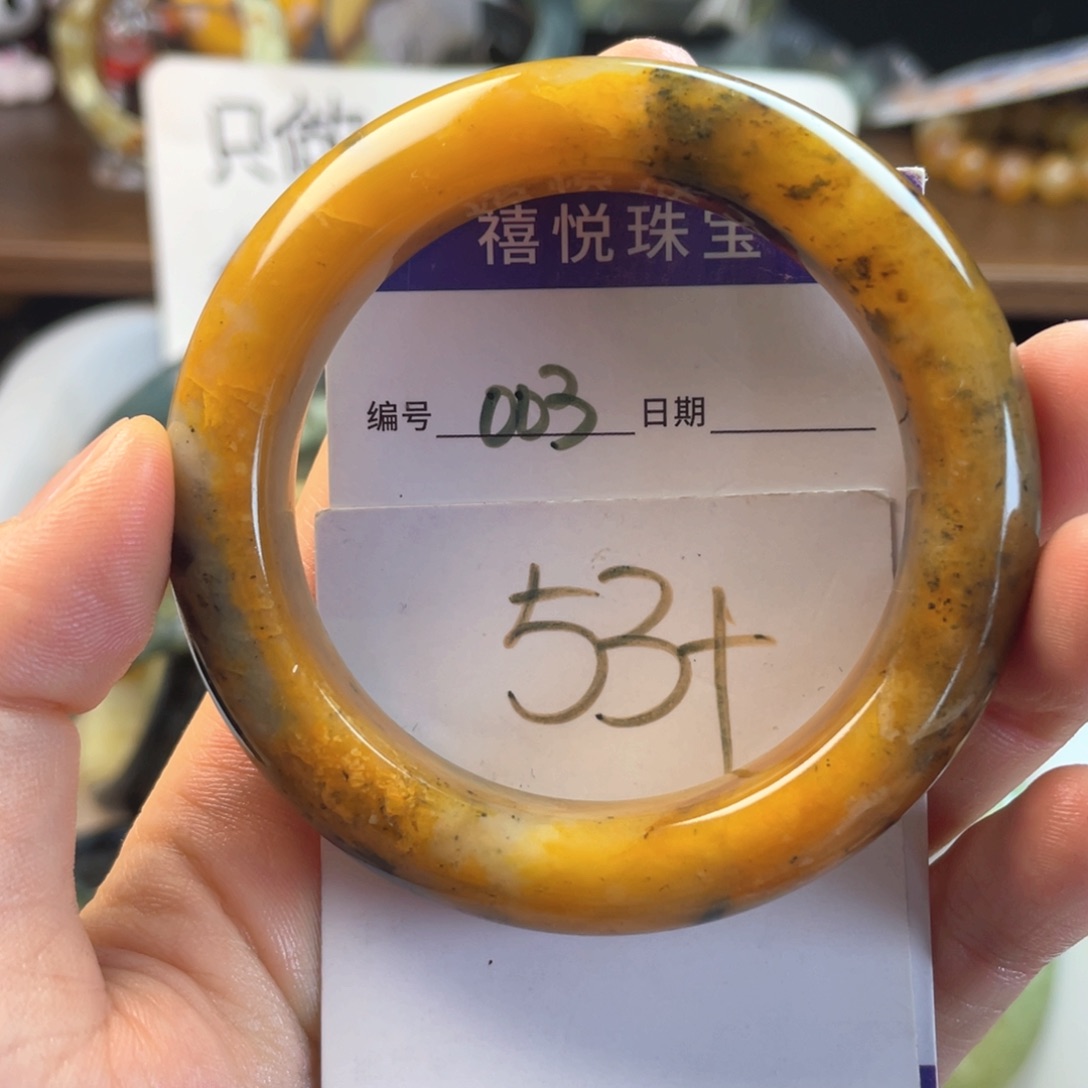 只做
禧悦珠宝
编号 003 日期
53+